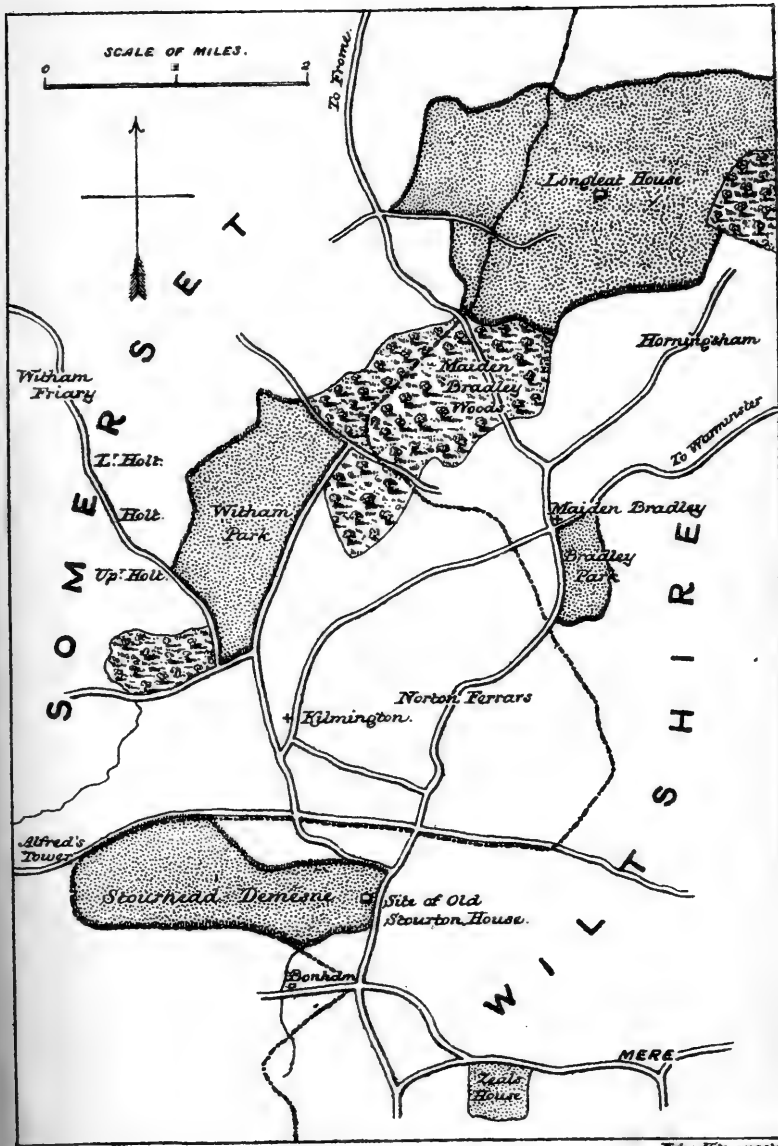 SCALE OF MILES.
0 1 2
To Frome.
Longleat House
SOMERSET
Horningsham
Witham
Friary
Maiden
Bradley
Woods
To Warminster
Lr. Holt.
Holt.
Witham
Park
Maiden Bradley
Bradley
Park
Upr. Holt.
WILTSHIRE
Norton Ferrars
Kilmington.
Alfred's
Tower
Stourhead Demesne
Site of Old
Stourton House.
Bonham
MERE
Zeals
House